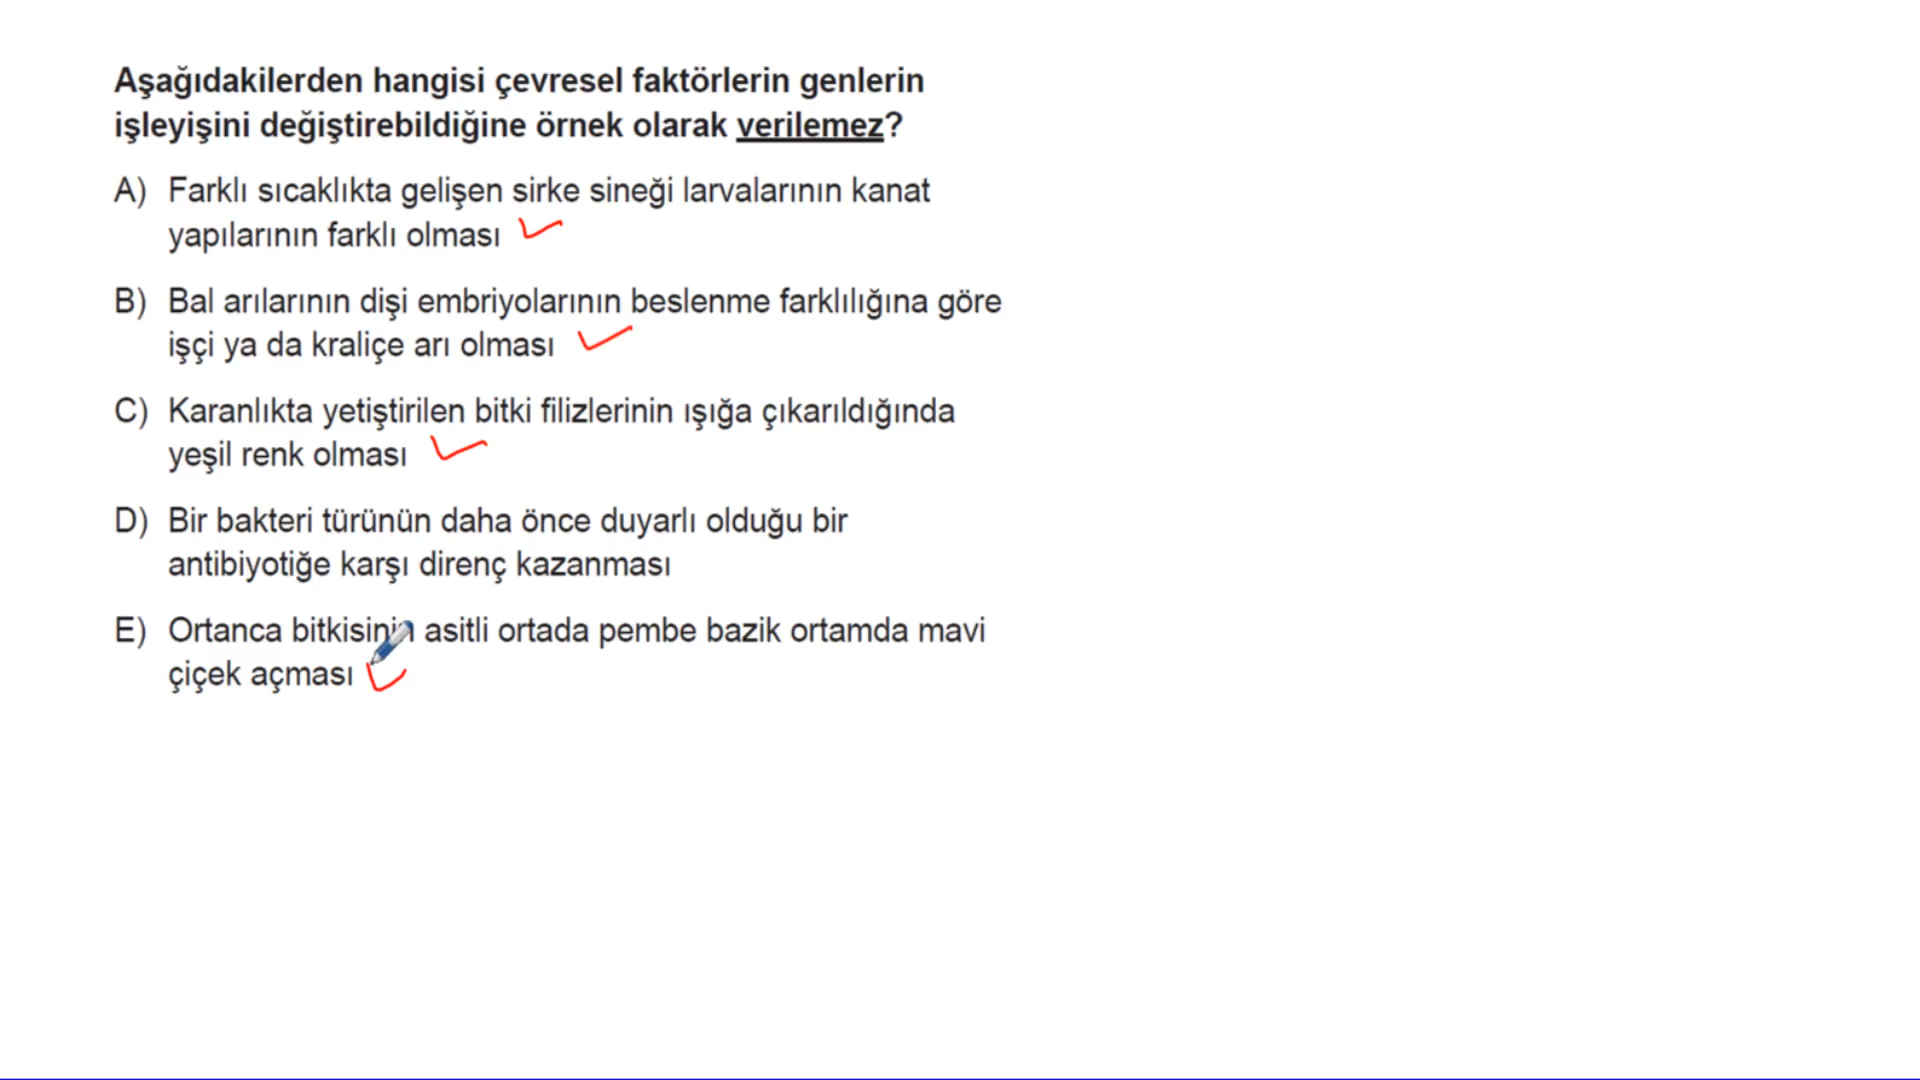 Aşağıdakilerden hangisi çevresel faktörlerin genlerin
işleyişini değiştirebildiğine örnek olarak verilemez?
A) Farklı sıcaklıkta gelişen sirke sineği larvalarının kanat
yapılarının farklı olması
B) Bal arılarının dişi embriyolarının beslenme farklılığına göre
işçi ya da kraliçe arı olması
C) Karanlıkta yetiştirilen bitki filizlerinin ışığa çıkarıldığında
yeşil renk olması
D) Bir bakteri türünün daha önce duyarlı olduğu bir
antibiyotiğe karşı direnç kazanması
E) Ortanca bitkisinin asitli ortada pembe bazik ortamda mavi
çiçek açması